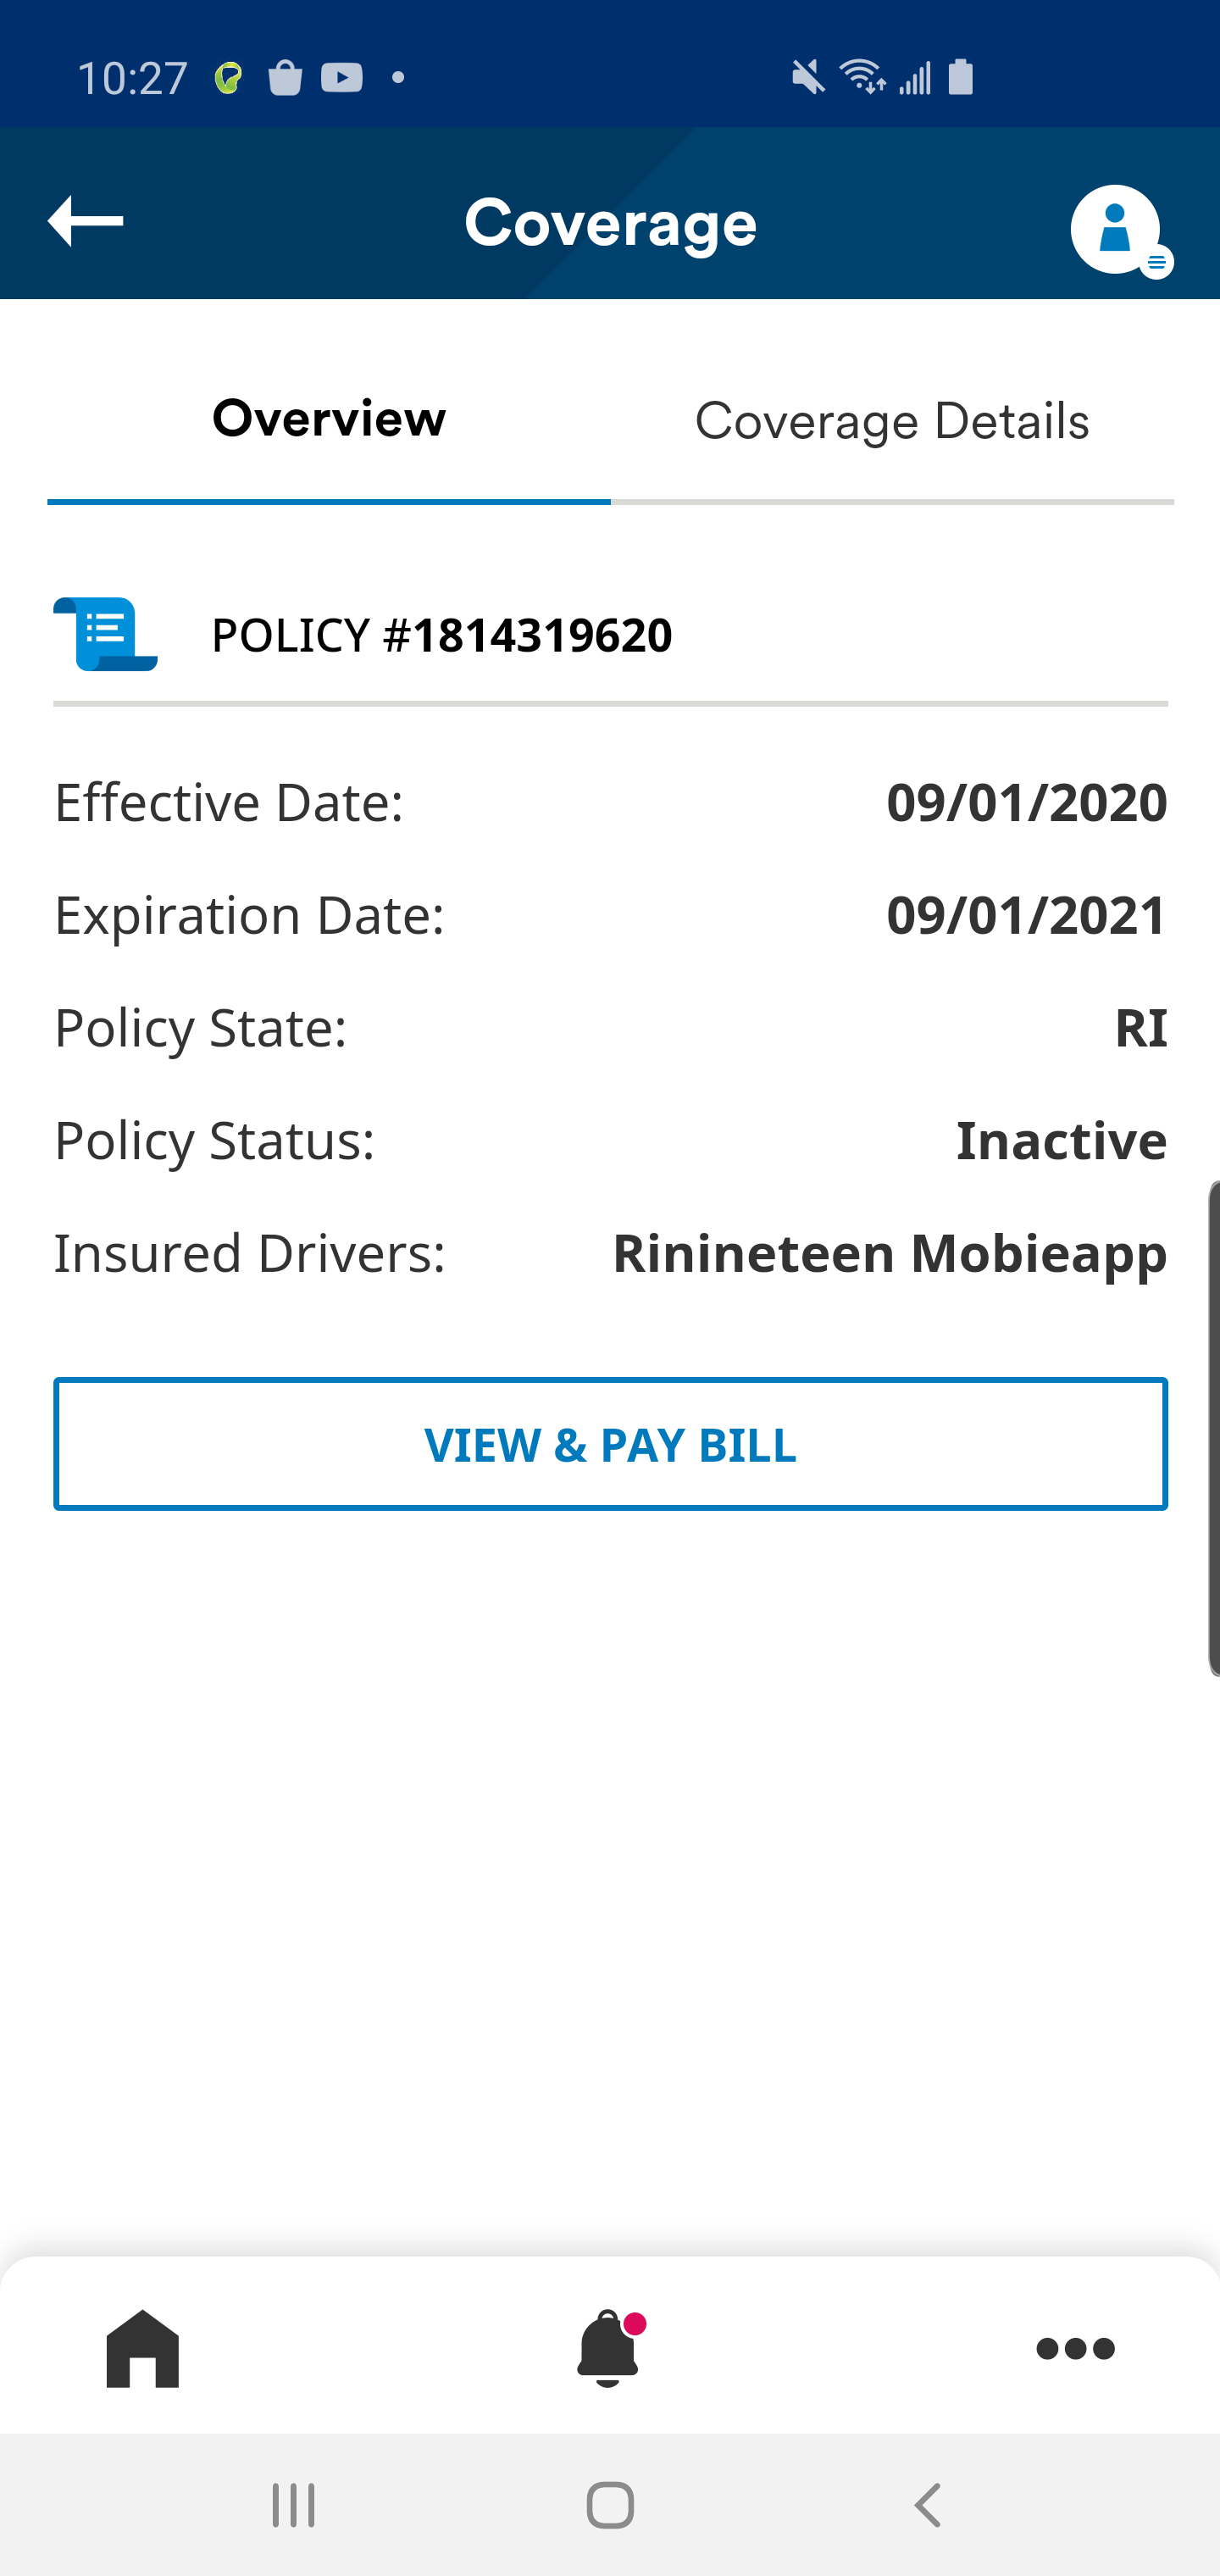 10:27
Coverage
Overview
Coverage Details
POLICY #1814319620
Effective Date: 09/01/2020
Expiration Date: 09/01/2021
Policy State: RI
Policy Status: Inactive
Insured Drivers: Rinineteen Mobieapp
VIEW & PAY BILL